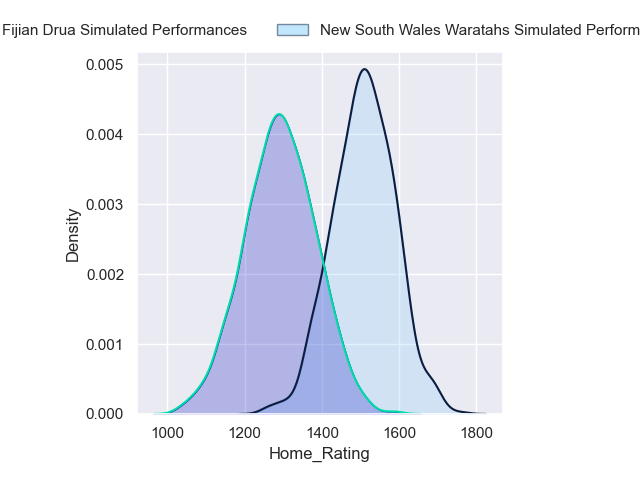 Fijian Drua Simulated Performances New South Wales Waratahs Simulated Perform
0.005
0.004
0.003
0.002
0.001
0.000
Density
1000 1200 1400 1600 1800
Home_Rating